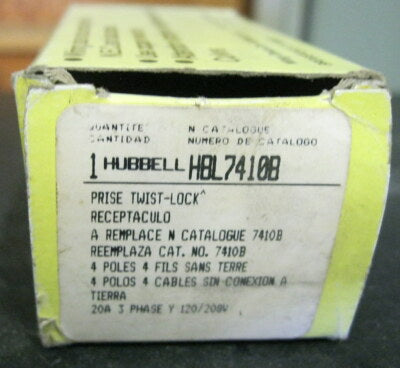 QUANTITE N CATALOGUE
CANTIDAD NUMERO DE CATALOGO
1 HUBBELL HBL7410B
PRISE TWIST-LOCK^
RECEPTACULO
A REMPLACE N CATALOGUE 7410B
REEMPLAZA CAT. NO. 7410B
4 POLES 4 FILS SANS TERRE
4 POLOS 4 CABLES SIN CONEXION A
TIERRA
20A 3 PHASE Y 120/208V